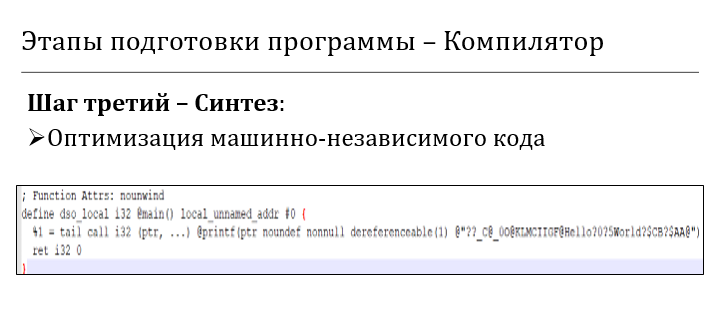 Этапы подготовки программы – Компилятор
Шаг третий – Синтез:
➢Оптимизация машинно-независимого кода
; Function Attrs: nounwind
define dso_local i32 @main() local_unnamed_addr #0 {
%1 = tail call i32 (ptr, ...) @printf(ptr noundef nonnull dereferenceable(1) @"??_C@_0O@KLMCTIGF@Hello?0?5World?$CB?$AA@")
ret i32 0
}